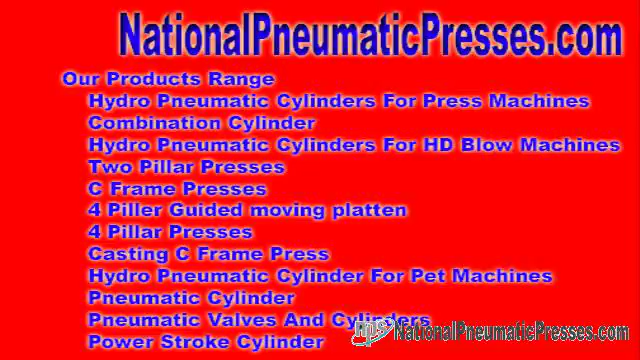 NationalPneumaticPresses.com
Our Products Range
Hydro Pneumatic Cylinders For Press Machines
Combination Cylinder
Hydro Pneumatic Cylinders For HD Blow Machines
Two Pillar Presses
C Frame Presses
4 Piller Guided moving platten
4 Pillar Presses
Casting C Frame Press
Hydro Pneumatic Cylinder For Pet Machines
Pneumatic Cylinder
Pneumatic Valves And Cylinders
NationalPneumaticPresses.com
Power Stroke Cylinder